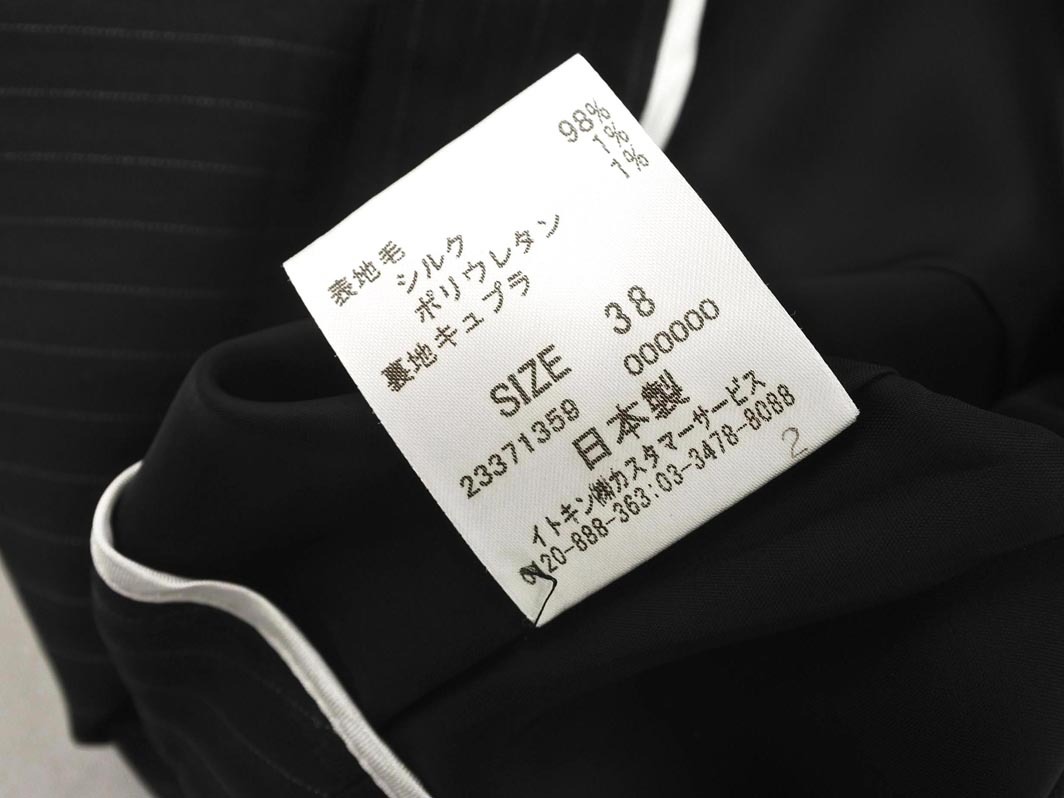 表地毛 98%
シルク 1%
ポリウレタン 1%
裏地キュプラ
SIZE 38
23371359 000000
日本製
イトキン㈱カスタマーサービス
0120-888-363:03-3478-8088
2